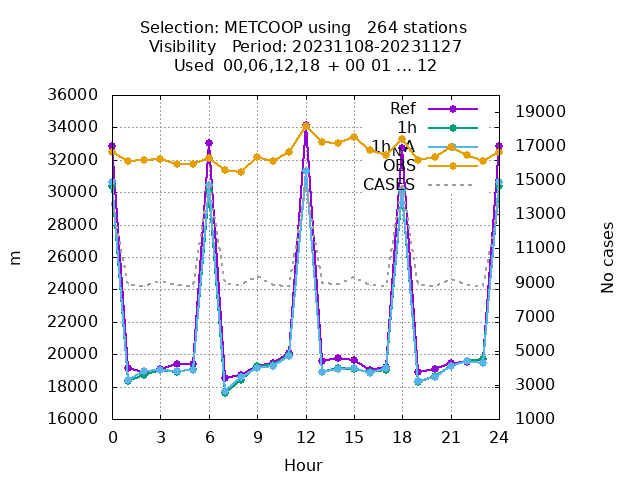 Selection: METCOOP using   264 stations
Visibility   Period: 20231108-20231127
Used  00,06,12,18 + 00 01 ... 12
36000
34000
32000
30000
28000
26000
24000
22000
20000
18000
16000
m
19000
17000
15000
13000
11000
9000
7000
5000
3000
1000
No cases
Ref
1h
1h_NA
OBS
CASES
0 3 6 9 12 15 18 21 24
Hour